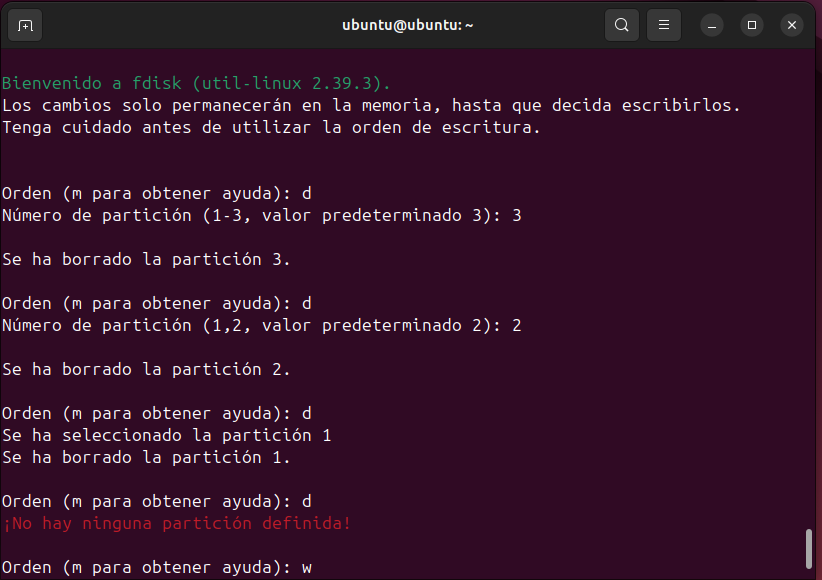 ubuntu@ubuntu: ~
Bienvenido a fdisk (util-linux 2.39.3).
Los cambios solo permanecerán en la memoria, hasta que decida escribirlos.
Tenga cuidado antes de utilizar la orden de escritura.
Orden (m para obtener ayuda): d
Número de partición (1-3, valor predeterminado 3): 3
Se ha borrado la partición 3.
Orden (m para obtener ayuda): d
Número de partición (1,2, valor predeterminado 2): 2
Se ha borrado la partición 2.
Orden (m para obtener ayuda): d
Se ha seleccionado la partición 1
Se ha borrado la partición 1.
Orden (m para obtener ayuda): d
¡No hay ninguna partición definida!
Orden (m para obtener ayuda): w